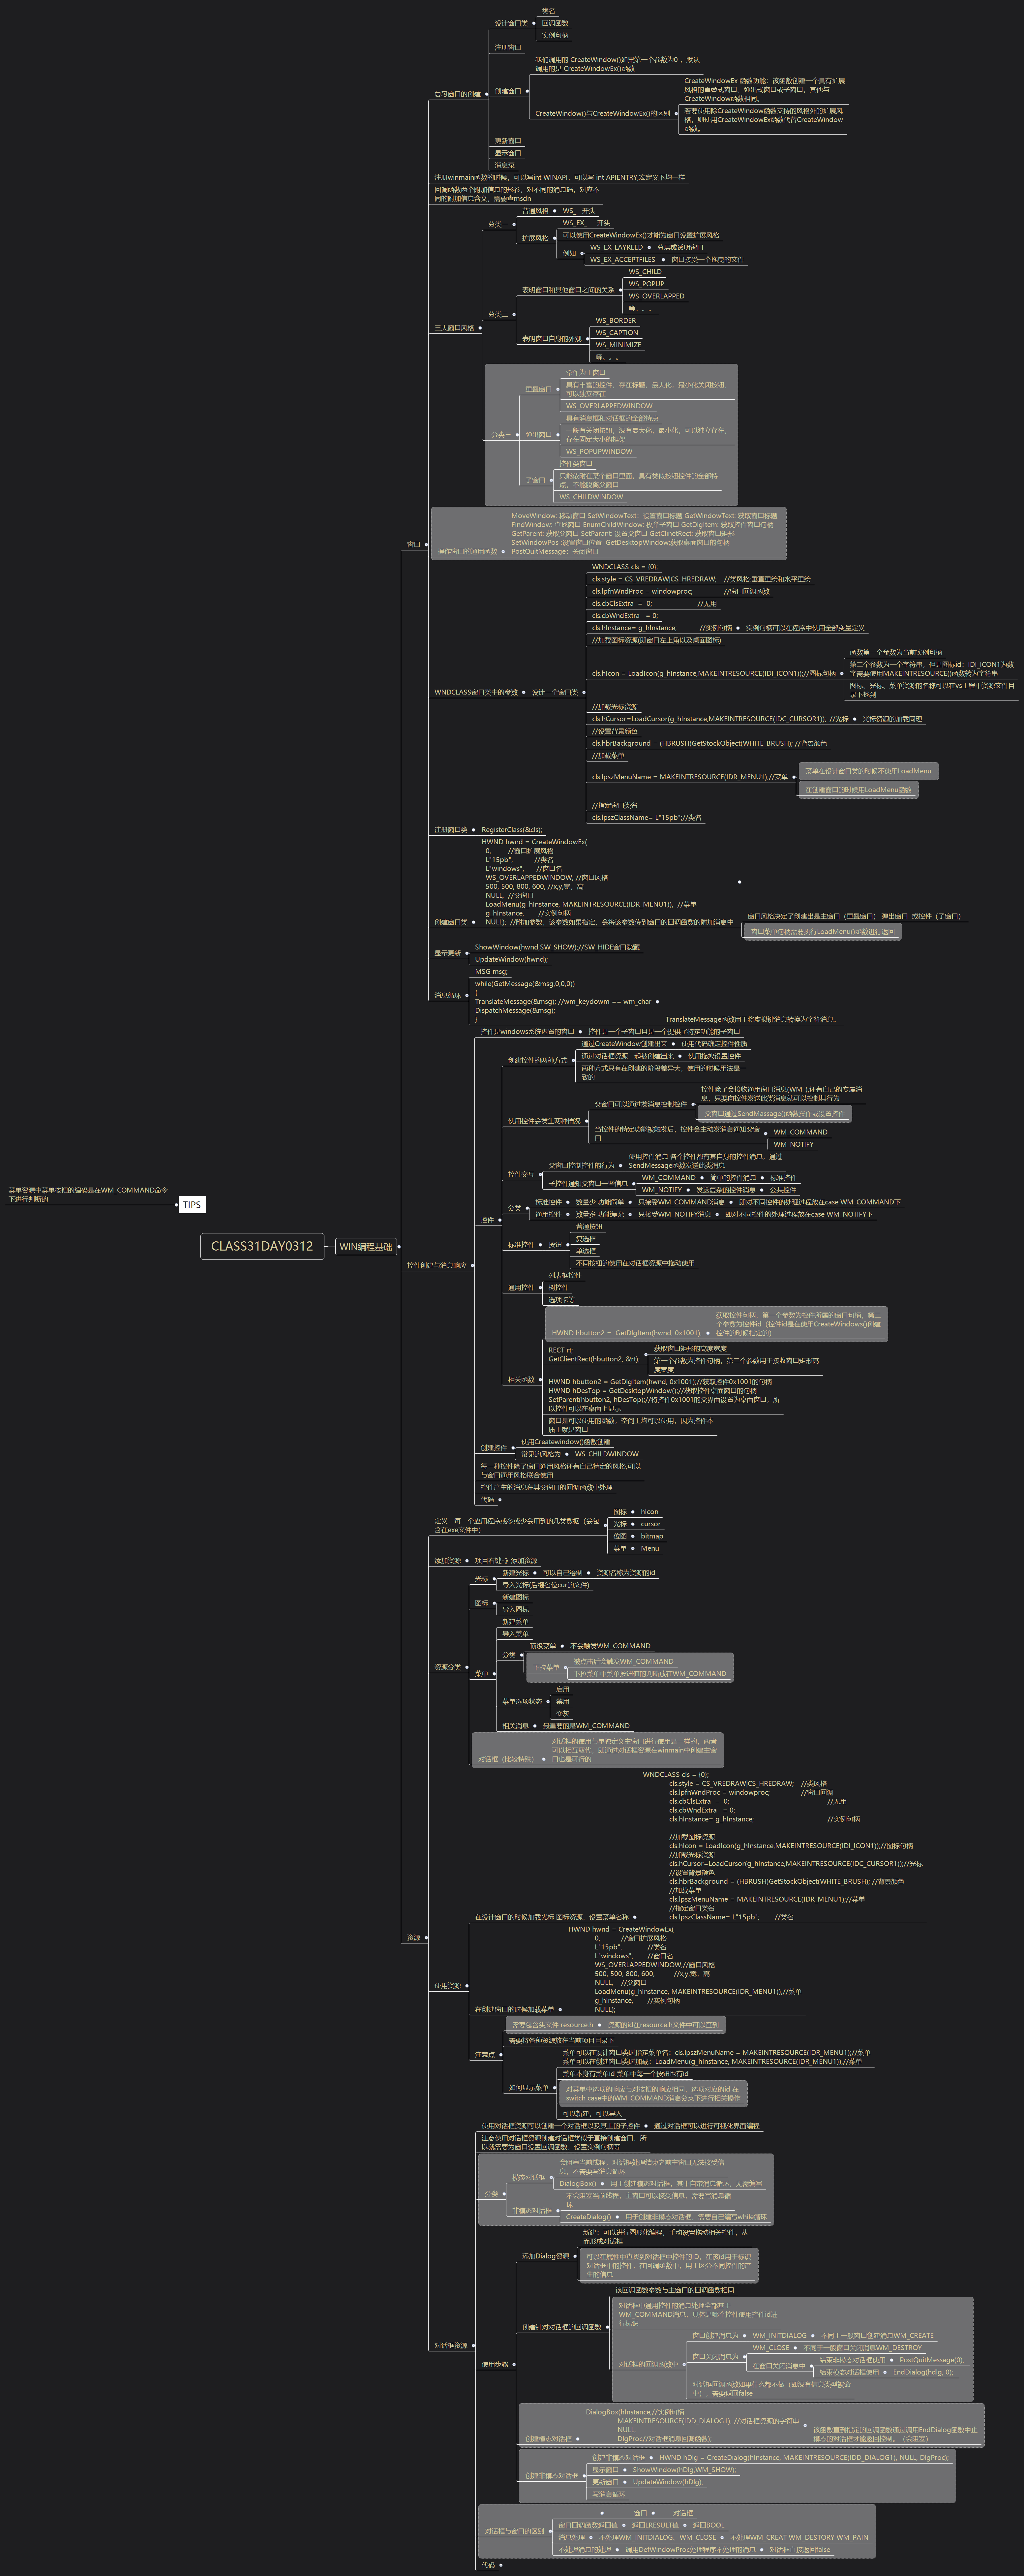 类名
设计窗口类
回调函数
实例句柄
注册窗口
我们调用的 CreateWindow()如果第一个参数为0 ，默认
调用的是 CreateWindowEx()函数
创建窗口
CreateWindowEx 函数功能：该函数创建一个具有扩展
风格的重叠式窗口、弹出式窗口或子窗口，其他与
CreateWindow函数相同。
复习窗口的创建
CreateWindow()与CreateWindowEx()的区别
若要使用除CreateWindow函数支持的风格外的扩展风
格，则使用CreateWindowEx函数代替CreateWindow
函数。
更新窗口
显示窗口
消息泵
注册winmain函数的时候，可以写int WINAPI，可以写 int APIENTRY,宏定义下均一样
回调函数两个附加信息的形参，对不同的消息码，对应不
同的附加信息含义，需要查msdn
普通风格
WS_ 开头
分类一
WS_EX_ 开头
扩展风格
可以使用CreateWindowEx()才能为窗口设置扩展风格
例如
WS_EX_LAYREED
分层或透明窗口
WS_EX_ACCEPTFILES
窗口接受一个拖曳的文件
WS_CHILD
表明窗口和其他窗口之间的关系
WS_POPUP
WS_OVERLAPPED
等。。。
分类二
三大窗口风格
WS_BORDER
表明窗口自身的外观
WS_CAPTION
WS_MINIMIZE
等。。。
常作为主窗口
重叠窗口
具有丰富的控件，存在标题，最大化，最小化关闭按钮，
可以独立存在
WS_OVERLAPPEDWINDOW
具有消息框和对话框的全部特点
分类三
弹出窗口
一般有关闭按钮，没有最大化，最小化，可以独立存在，
存在固定大小的框架
WS_POPUPWINDOW
控件类窗口
子窗口
只能依附在某个窗口里面，具有类似按钮控件的全部特
点，不能脱离父窗口
WS_CHILDWINDOW
窗口
操作窗口的通用函数
MoveWindow: 移动窗口 SetWindowText：设置窗口标题 GetWindowText: 获取窗口标题
FindWindow: 查找窗口 EnumChildWindow: 枚举子窗口 GetDlgItem: 获取控件窗口句柄
GetParent: 获取父窗口 SetParant: 设置父窗口 GetClinetRect: 获取窗口矩形
SetWindowPos :设置窗口位置 GetDesktopWindow:获取桌面窗口的句柄
PostQuitMessage：关闭窗口
WNDCLASS cls = {0};
cls.style = CS_VREDRAW|CS_HREDRAW; //类风格:垂直重绘和水平重绘
cls.lpfnWndProc = windowproc; //窗口回调函数
cls.cbClsExtra = 0; //无用
cls.cbWndExtra = 0;
cls.hInstance= g_hInstance; //实例句柄
实例句柄可以在程序中使用全部变量定义
//加载图标资源(即窗口左上角以及桌面图标)
cls.hIcon = LoadIcon(g_hInstance,MAKEINTRESOURCE(IDI_ICON1));//图标句柄
函数第一个参数为当前实例句柄
第二个参数为一个字符串，但是图标id：IDI_ICON1为数
字需要使用MAKEINTRESOURCE()函数转为字符串
图标、光标、菜单资源的名称可以在vs工程中资源文件目
录下找到
WNDCLASS窗口类中的参数
设计一个窗口类
//加载光标资源
cls.hCursor=LoadCursor(g_hInstance,MAKEINTRESOURCE(IDC_CURSOR1)); //光标
光标资源的加载同理
//设置背景颜色
cls.hbrBackground = (HBRUSH)GetStockObject(WHITE_BRUSH); //背景颜色
//加载菜单
cls.lpszMenuName = MAKEINTRESOURCE(IDR_MENU1);//菜单
菜单在设计窗口类的时候不使用LoadMenu
在创建窗口的时候用LoadMenu函数
//指定窗口类名
cls.lpszClassName= L"15pb";//类名
注册窗口类
RegisterClass(&cls);
HWND hwnd = CreateWindowEx(
0, //窗口扩展风格
L"15pb", //类名
L"windows", //窗口名
WS_OVERLAPPEDWINDOW, //窗口风格
500, 500, 800, 600, //x,y,宽，高
NULL, //父窗口
LoadMenu(g_hInstance, MAKEINTRESOURCE(IDR_MENU1)), //菜单
g_hInstance, //实例句柄
创建窗口类
NULL); //附加参数，该参数如果指定，会将该参数传到窗口的回调函数的附加消息中
窗口风格决定了创建出是主窗口（重叠窗口） 弹出窗口 或控件（子窗口）
窗口菜单句柄需要执行LoadMenu()函数进行返回
显示更新
ShowWindow(hwnd,SW_SHOW);//SW_HIDE窗口隐藏
UpdateWindow(hwnd);
MSG msg;
消息循环
while(GetMessage(&msg,0,0,0))
{
TranslateMessage(&msg); //wm_keydowm == wm_char
DispatchMessage(&msg);
}
TranslateMessage函数用于将虚拟键消息转换为字符消息。
控件是windows系统内置的窗口
控件是一个子窗口且是一个提供了特定功能的子窗口
通过CreateWindow创建出来
使用代码确定控件性质
创建控件的两种方式
通过对话框资源一起被创建出来
使用拖拽设置控件
两种方式只有在创建的阶段差异大，使用的时候用法是一
致的
控件除了会接收通用窗口消息(WM_),还有自己的专属消
息，只要向控件发送此类消息就可以控制其行为
父窗口可以通过发消息控制控件
父窗口通过SendMassage()函数操作或设置控件
使用控件会发生两种情况
当控件的特定功能被触发后，控件会主动发消息通知父窗
口
WM_COMMAND
WM_NOTIFY
控件交互
父窗口控制控件的行为
使用控件消息 各个控件都有其自身的控件消息，通过
SendMessage函数发送此类消息
子控件通知父窗口一些信息
WM_COMMAND
简单的控件消息
标准控件
WM_NOTIFY
发送复杂的控件消息
公共控件
控件
分类
标准控件
数量少 功能简单
只接受WM_COMMAND消息
即对不同控件的处理过程放在case WM_COMMAND下
通用控件
数量多 功能复杂
只接受WM_NOTIFY消息
即对不同控件的处理过程放在case WM_NOTIFY下
普通按钮
复选框
标准控件
按钮
单选框
不同按钮的使用在对话框资源中拖动使用
列表框控件
通用控件
树控件
选项卡等
HWND hbutton2 = GetDlgItem(hwnd, 0x1001);
获取控件句柄，第一个参数为控件所属的窗口句柄，第二
个参数为控件id（控件id是在使用CreateWindows()创建
控件的时候指定的）
RECT rt;
GetClientRect(hbutton2, &rt);
获取窗口矩形的高度宽度
第一个参数为控件句柄，第二个参数用于接收窗口矩形高
度宽度
相关函数
HWND hbutton2 = GetDlgItem(hwnd, 0x1001);//获取控件0x1001的句柄
HWND hDesTop = GetDesktopWindow();//获取控件桌面窗口的句柄
SetParent(hbutton2, hDesTop);//将控件0x1001的父界面设置为桌面窗口，所
以控件可以在桌面上显示
窗口是可以使用的函数，空间上均可以使用，因为控件本
质上就是窗口
创建控件
使用Createwindow()函数创建
常见的风格为
WS_CHILDWINDOW
每一种控件除了窗口通用风格还有自己特定的风格,可以
与窗口通用风格联合使用
控件产生的消息在其父窗口的回调函数中处理
代码
控件创建与消息响应
菜单资源中菜单按钮的编码是在WM_COMMAND命令
下进行判断的
TIPS
CLASS31DAY0312
WIN编程基础
定义：每一个应用程序或多或少会用到的几类数据（会包
含在exe文件中）
图标
hIcon
光标
cursor
位图
bitmap
菜单
Menu
添加资源
项目右键-》添加资源
光标
新建光标
可以自己绘制
资源名称为资源的id
导入光标(后缀名位cur的文件)
图标
新建图标
导入图标
新建菜单
导入菜单
分类
顶级菜单
不会触发WM_COMMAND
下拉菜单
被点击后会触发WM_COMMAND
下拉菜单中菜单按钮值的判断放在WM_COMMAND
资源分类
菜单
启用
菜单选项状态
禁用
变灰
相关消息
最重要的是WM_COMMAND
对话框（比较特殊）
对话框的使用与单独定义主窗口进行使用是一样的，两者
可以相互取代，即通过对话框资源在winmain中创建主窗
口也是可行的
WNDCLASS cls = {0};
cls.style = CS_VREDRAW|CS_HREDRAW; //类风格
cls.lpfnWndProc = windowproc; //窗口回调
cls.cbClsExtra = 0; //无用
cls.cbWndExtra = 0;
cls.hInstance= g_hInstance; //实例句柄
//加载图标资源
cls.hIcon = LoadIcon(g_hInstance,MAKEINTRESOURCE(IDI_ICON1));//图标句柄
//加载光标资源
cls.hCursor=LoadCursor(g_hInstance,MAKEINTRESOURCE(IDC_CURSOR1));//光标
//设置背景颜色
cls.hbrBackground = (HBRUSH)GetStockObject(WHITE_BRUSH); //背景颜色
//加载菜单
cls.lpszMenuName = MAKEINTRESOURCE(IDR_MENU1);//菜单
//指定窗口类名
在设计窗口的时候加载光标 图标资源，设置菜单名称
cls.lpszClassName= L"15pb"; //类名
资源
使用资源
HWND hwnd = CreateWindowEx(
0, //窗口扩展风格
L"15pb", //类名
L"windows", //窗口名
WS_OVERLAPPEDWINDOW,//窗口风格
500, 500, 800, 600, //x,y,宽，高
NULL, //父窗口
LoadMenu(g_hInstance, MAKEINTRESOURCE(IDR_MENU1)),//菜单
g_hInstance, //实例句柄
在创建窗口的时候加载菜单
NULL);
需要包含头文件 resource.h
资源的id在resource.h文件中可以查到
需要将各种资源放在当前项目目录下
注意点
菜单可以在设计窗口类时指定菜单名：cls.lpszMenuName = MAKEINTRESOURCE(IDR_MENU1);//菜单
菜单可以在创建窗口类时加载：LoadMenu(g_hInstance, MAKEINTRESOURCE(IDR_MENU1)),//菜单
菜单本身有菜单id 菜单中每一个按钮也有id
如何显示菜单
对菜单中选项的响应与对按钮的响应相同，选项对应的id 在
switch case中的WM_COMMAND消息分支下进行相关操作
可以新建，可以导入
使用对话框资源可以创建一个对话框以及其上的子控件
通过对话框可以进行可视化界面编程
注意使用对话框资源创建对话框类似于直接创建窗口，所
以就需要为窗口设置回调函数，设置实例句柄等
模态对话框
会阻塞当前线程，对话框处理结束之前主窗口无法接受信
息，不需要写消息循环
DialogBox()
用于创建模态对话框，其中自带消息循环，无需编写
分类
非模态对话框
不会阻塞当前线程，主窗口可以接受信息，需要写消息循
环
CreateDialog()
用于创建非模态对话框，需要自己编写while循环
添加Dialog资源
新建：可以进行图形化编程，手动设置拖动相关控件，从
而形成对话框
可以在属性中查找到对话框中控件的ID，在该id用于标识
对话框中的控件，在回调函数中，用于区分不同控件的产
生的信息
该回调函数参数与主窗口的回调函数相同
创建针对对话框的回调函数
对话框中通用控件的消息处理全部基于
WM_COMMAND消息，具体是哪个控件使用控件id进
行标识
窗口创建消息为
WM_INITDIALOG
不同于一般窗口创建消息WM_CREATE
对话框资源
使用步骤
对话框的回调函数中
窗口关闭消息为
WM_CLOSE
不同于一般窗口关闭消息WM_DESTROY
在窗口关闭消息中
结束非模态对话框使用
PostQuitMessage(0);
结束模态对话框使用
EndDialog(hdlg, 0);
对话框回调函数如果什么都不做（即没有信息类型被命
中），需要返回false
DialogBox(hInstance,//实例句柄
MAKEINTRESOURCE(IDD_DIALOG1), //对话框资源的字符串
NULL,
创建模态对话框
DlgProc//对话框消息回调函数);
该函数直到指定的回调函数通过调用EndDialog函数中止
模态的对话框才能返回控制。（会阻塞）
创建非模态对话框
创建非模态对话框
HWND hDlg = CreateDialog(hInstance, MAKEINTRESOURCE(IDD_DIALOG1), NULL, DlgProc);
显示窗口
ShowWindow(hDlg,WM_SHOW);
更新窗口
UpdateWindow(hDlg);
写消息循环
窗口
对话框
对话框与窗口的区别
窗口回调函数返回值
返回LRESULT值
返回BOOL
消息处理
不处理WM_INITDIALOG、WM_CLOSE
不处理WM_CREAT WM_DESTORY WM_PAIN
不处理消息的处理
调用DefWindowProc处理程序不处理的消息
对话框直接返回false
代码